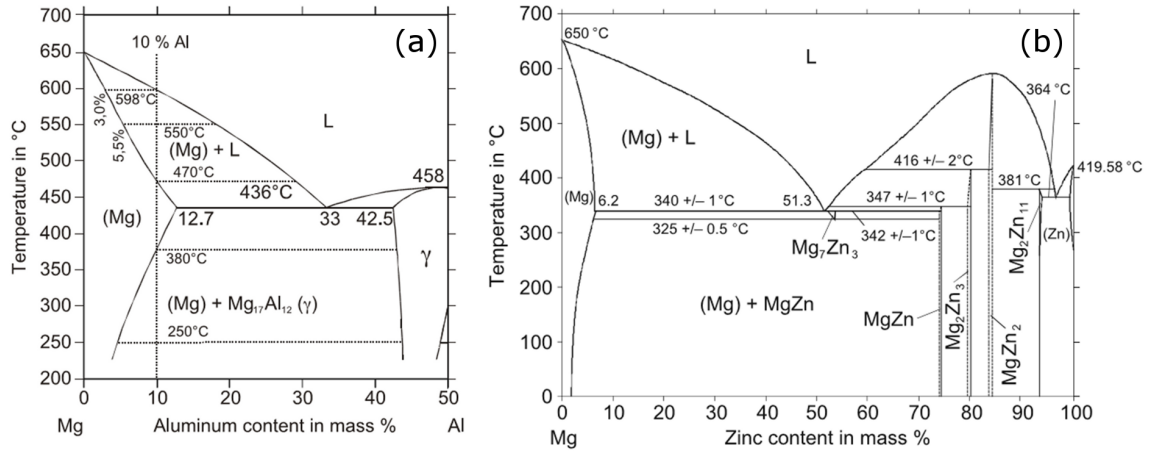 (a)
Temperature in °C
700
650
600
550
500
450
400
350
300
250
200
10 % Al
598°C
3,0%
550°C
5,5%
(Mg) + L
470°C
436°C
L
458
(Mg)
12.7
33
42.5
380°C
γ
(Mg) + Mg₁₇Al₁₂ (γ)
250°C
0
10
20
30
40
50
Mg
Aluminum content in mass %
Al
(b)
Temperature in °C
700
600
500
400
300
200
100
0
650 °C
L
364 °C
(Mg) + L
416 +/– 2°C
419.58 °C
381°C
(Mg)
6.2
340 +/– 1°C
51.3
347 +/– 1°C
325 +/– 0.5 °C
342 +/–1°C
Mg₇Zn₃
Mg₂Zn₁₁
(Zn)
(Mg) + MgZn
MgZn
Mg₂Zn₃
MgZn₂
0
10
20
30
40
50
60
70
80
90
100
Mg
Zinc content in mass %